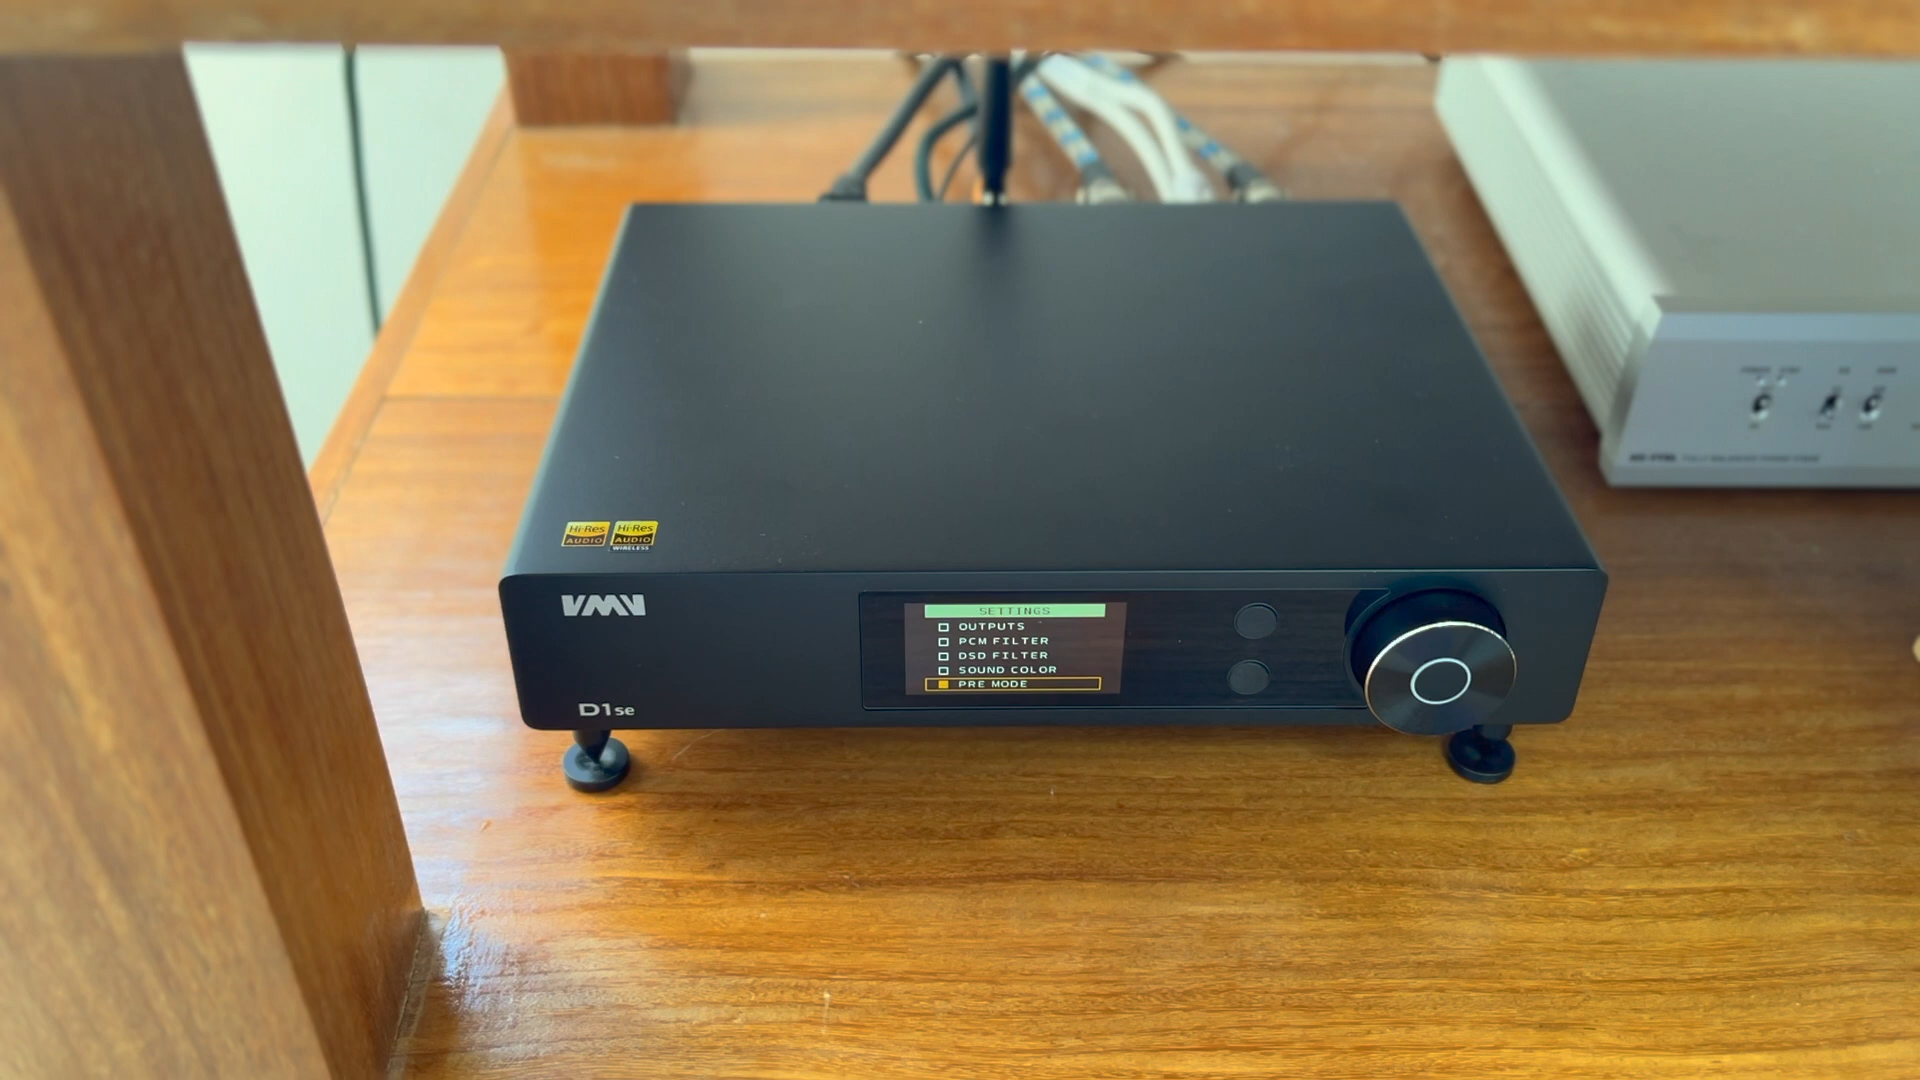 Hi-Res
AUDIO
Hi-Res
AUDIO
WIRELESS
VMV
D1se
SETTINGS
OUTPUTS
PCM FILTER
DSD FILTER
SOUND COLOR
PRE MODE